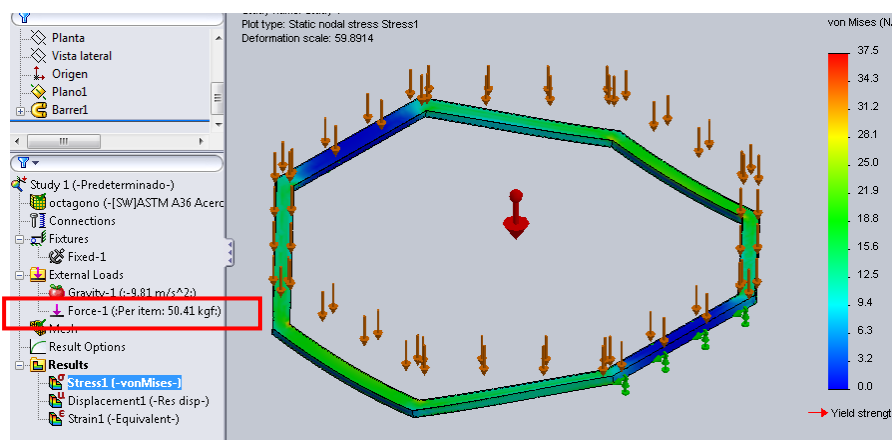 Plot type: Static nodal stress Stress1
Deformation scale: 59.8914
Planta
Vista lateral
Origen
Plano1
Barrer1
Study 1 (-Predeterminado-)
octagono (-[SW]ASTM A36 Acerc
Connections
Fixtures
Fixed-1
External Loads
Gravity-1 (:-9.81 m/s^2:)
Force-1 (:Per item: 50.41 kgf:)
Mesh
Result Options
Results
Stress1 (-vonMises-)
Displacement1 (-Res disp-)
Strain1 (-Equivalent-)
von Mises (N.
37.5
34.3
31.2
28.1
25.0
21.9
18.8
15.6
12.5
9.4
6.3
3.2
0.0
Yield strengt